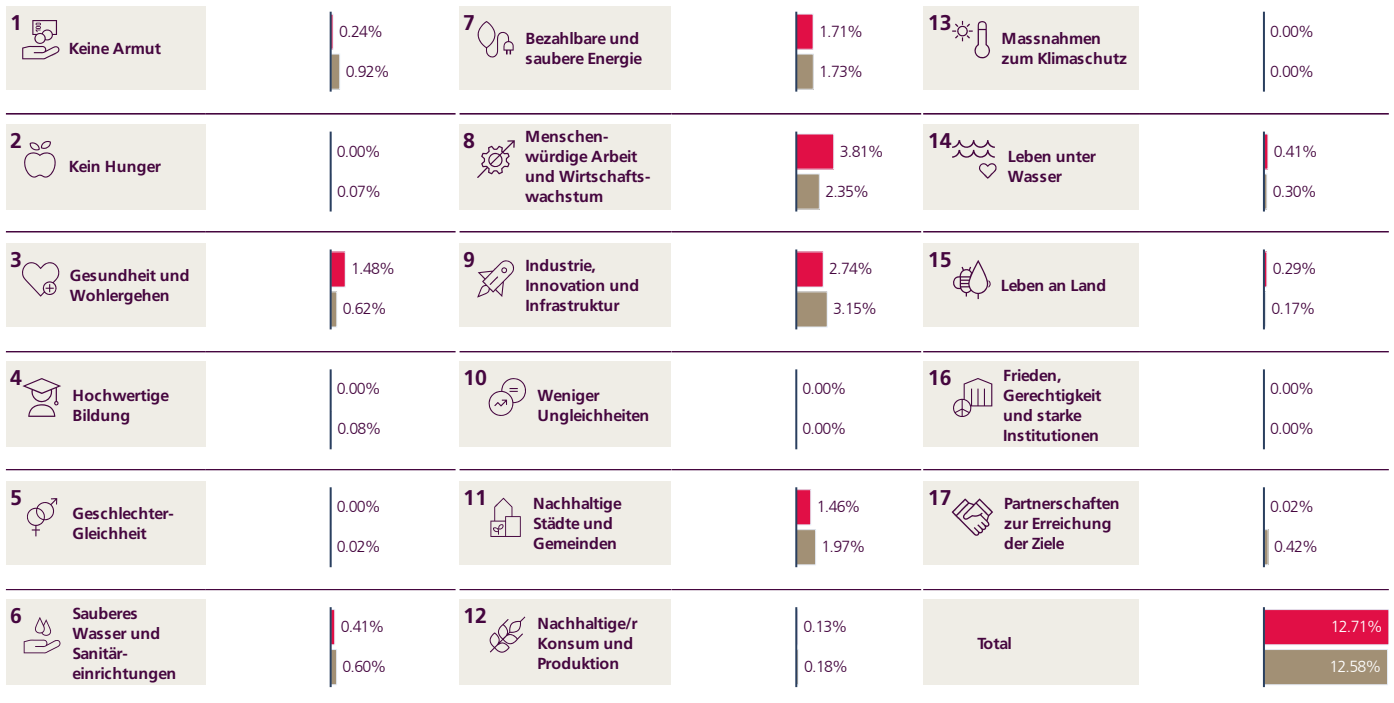 1
Keine Armut
0.24%
0.92%
2
Kein Hunger
0.00%
0.07%
3
Gesundheit und
Wohlergehen
1.48%
0.62%
4
Hochwertige
Bildung
0.00%
0.08%
5
Geschlechter-
Gleichheit
0.00%
0.02%
6
Sauberes
Wasser und
Sanitär-
einrichtungen
0.41%
0.60%
7
Bezahlbare und
saubere Energie
1.71%
1.73%
8
Menschen-
würdige Arbeit
und Wirtschafts-
wachstum
3.81%
2.35%
9
Industrie,
Innovation und
Infrastruktur
2.74%
3.15%
10
Weniger
Ungleichheiten
0.00%
0.00%
11
Nachhaltige
Städte und
Gemeinden
1.46%
1.97%
12
Nachhaltige/r
Konsum und
Produktion
0.13%
0.18%
13
Massnahmen
zum Klimaschutz
0.00%
0.00%
14
Leben unter
Wasser
0.41%
0.30%
15
Leben an Land
0.29%
0.17%
16
Frieden,
Gerechtigkeit
und starke
Institutionen
0.00%
0.00%
17
Partnerschaften
zur Erreichung
der Ziele
0.02%
0.42%
Total
12.71%
12.58%